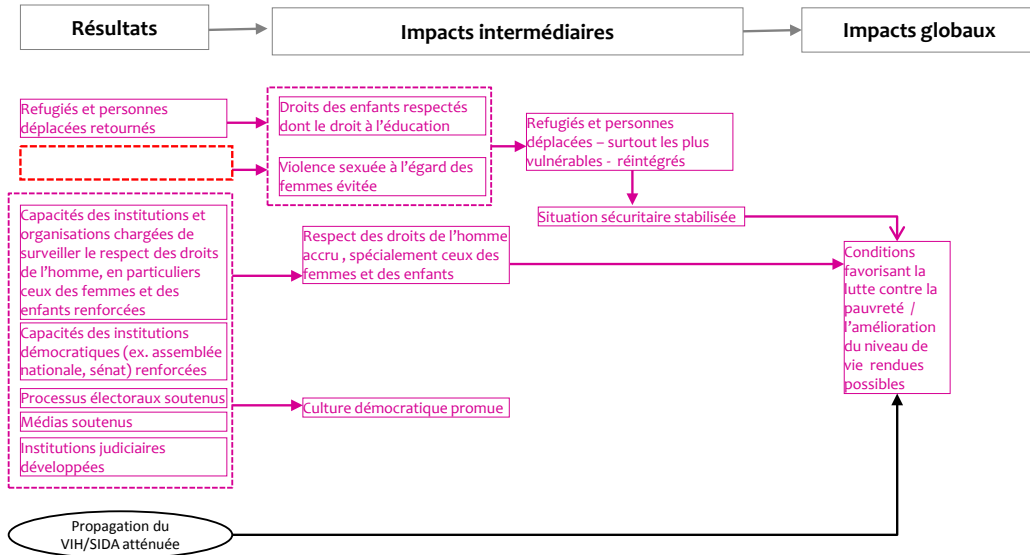 Résultats
Impacts intermédiaires
Impacts globaux
Refugiés et personnes
déplacées retournés
Droits des enfants respectés
dont le droit à l'éducation
Violence sexuée à l'égard des
femmes évitée
Refugiés et personnes
déplacées – surtout les plus
vulnérables - réintégrés
Situation sécuritaire stabilisée
Capacités des institutions et
organisations chargées de
surveiller le respect des droits
de l'homme, en particuliers
ceux des femmes et des
enfants renforcées
Respect des droits de l'homme
accru , spécialement ceux des
femmes et des enfants
Conditions
favorisant la
lutte contre la
pauvreté /
l'amélioration
du niveau de
vie rendues
possibles
Capacités des institutions
démocratiques (ex. assemblée
nationale, sénat) renforcées
Processus électoraux soutenus
Culture démocratique promue
Médias soutenus
Institutions judiciaires
développées
Propagation du
VIH/SIDA atténuée